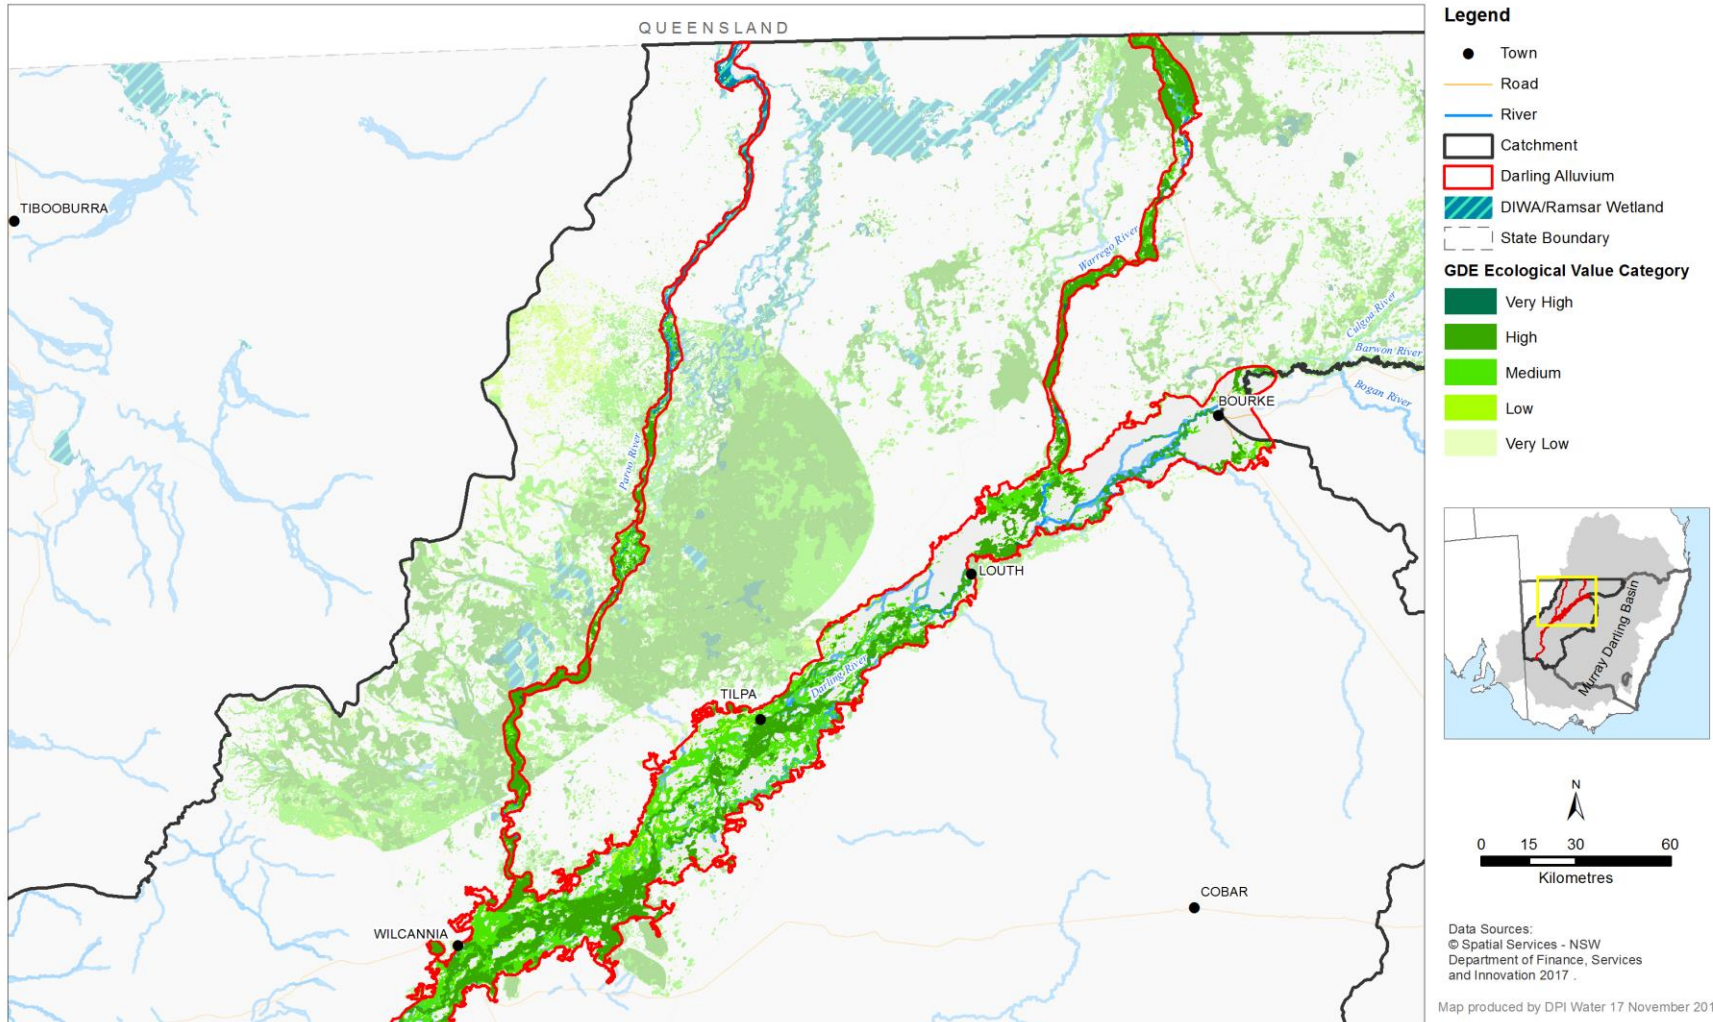 QUEENSLAND
TIBOOBURRA
Warrego River
Culgoa River
Barwon River
Bogan River
BOURKE
Paroo River
LOUTH
Darling River
TILPA
COBAR
WILCANNIA
Legend
Town
Road
River
Catchment
Darling Alluvium
DIWA/Ramsar Wetland
State Boundary
GDE Ecological Value Category
Very High
High
Medium
Low
Very Low
Murray Darling Basin
N
0 15 30 60
Kilometres
Data Sources:
© Spatial Services - NSW
Department of Finance, Services
and Innovation 2017 .
Map produced by DPI Water 17 November 201